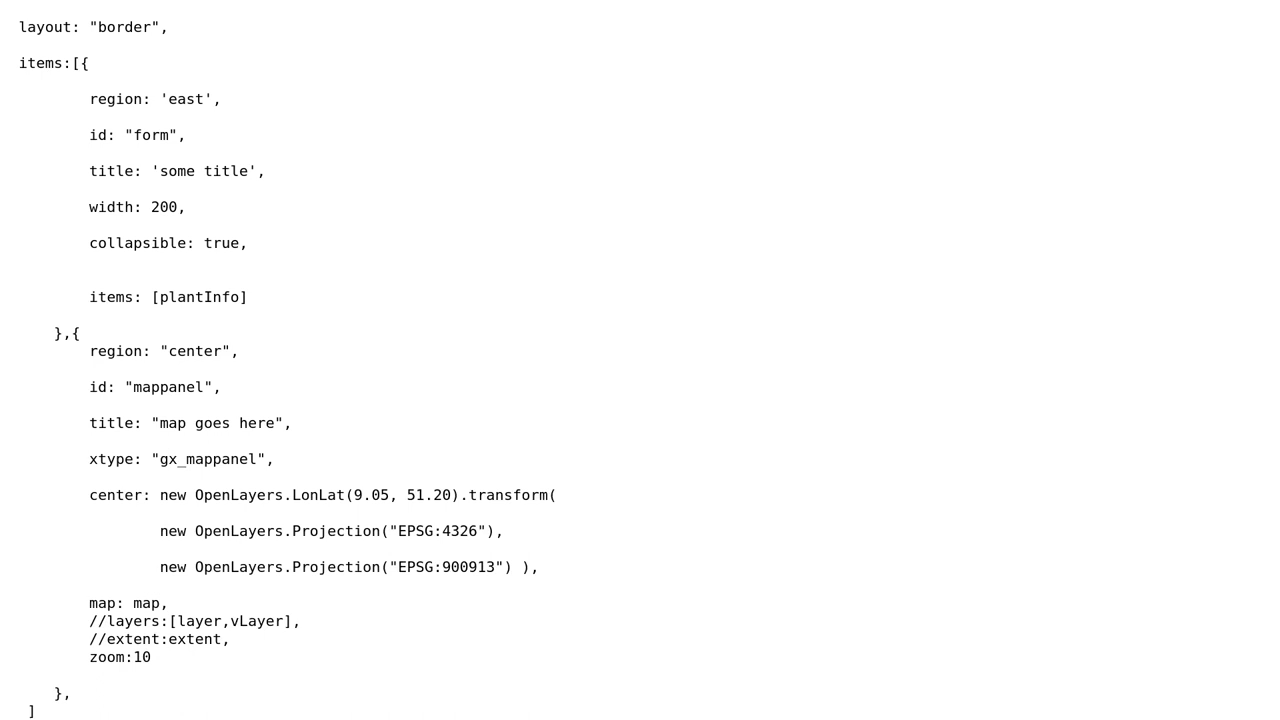 layout: "border",
items:[{
region: 'east',
id: "form",
title: 'some title',
width: 200,
collapsible: true,
items: [plantInfo]
},{
region: "center",
id: "mappanel",
title: "map goes here",
xtype: "gx_mappanel",
center: new OpenLayers.LonLat(9.05, 51.20).transform(
new OpenLayers.Projection("EPSG:4326"),
new OpenLayers.Projection("EPSG:900913") ),
map: map,
//layers:[layer,vLayer],
//extent:extent,
zoom:10
},
]